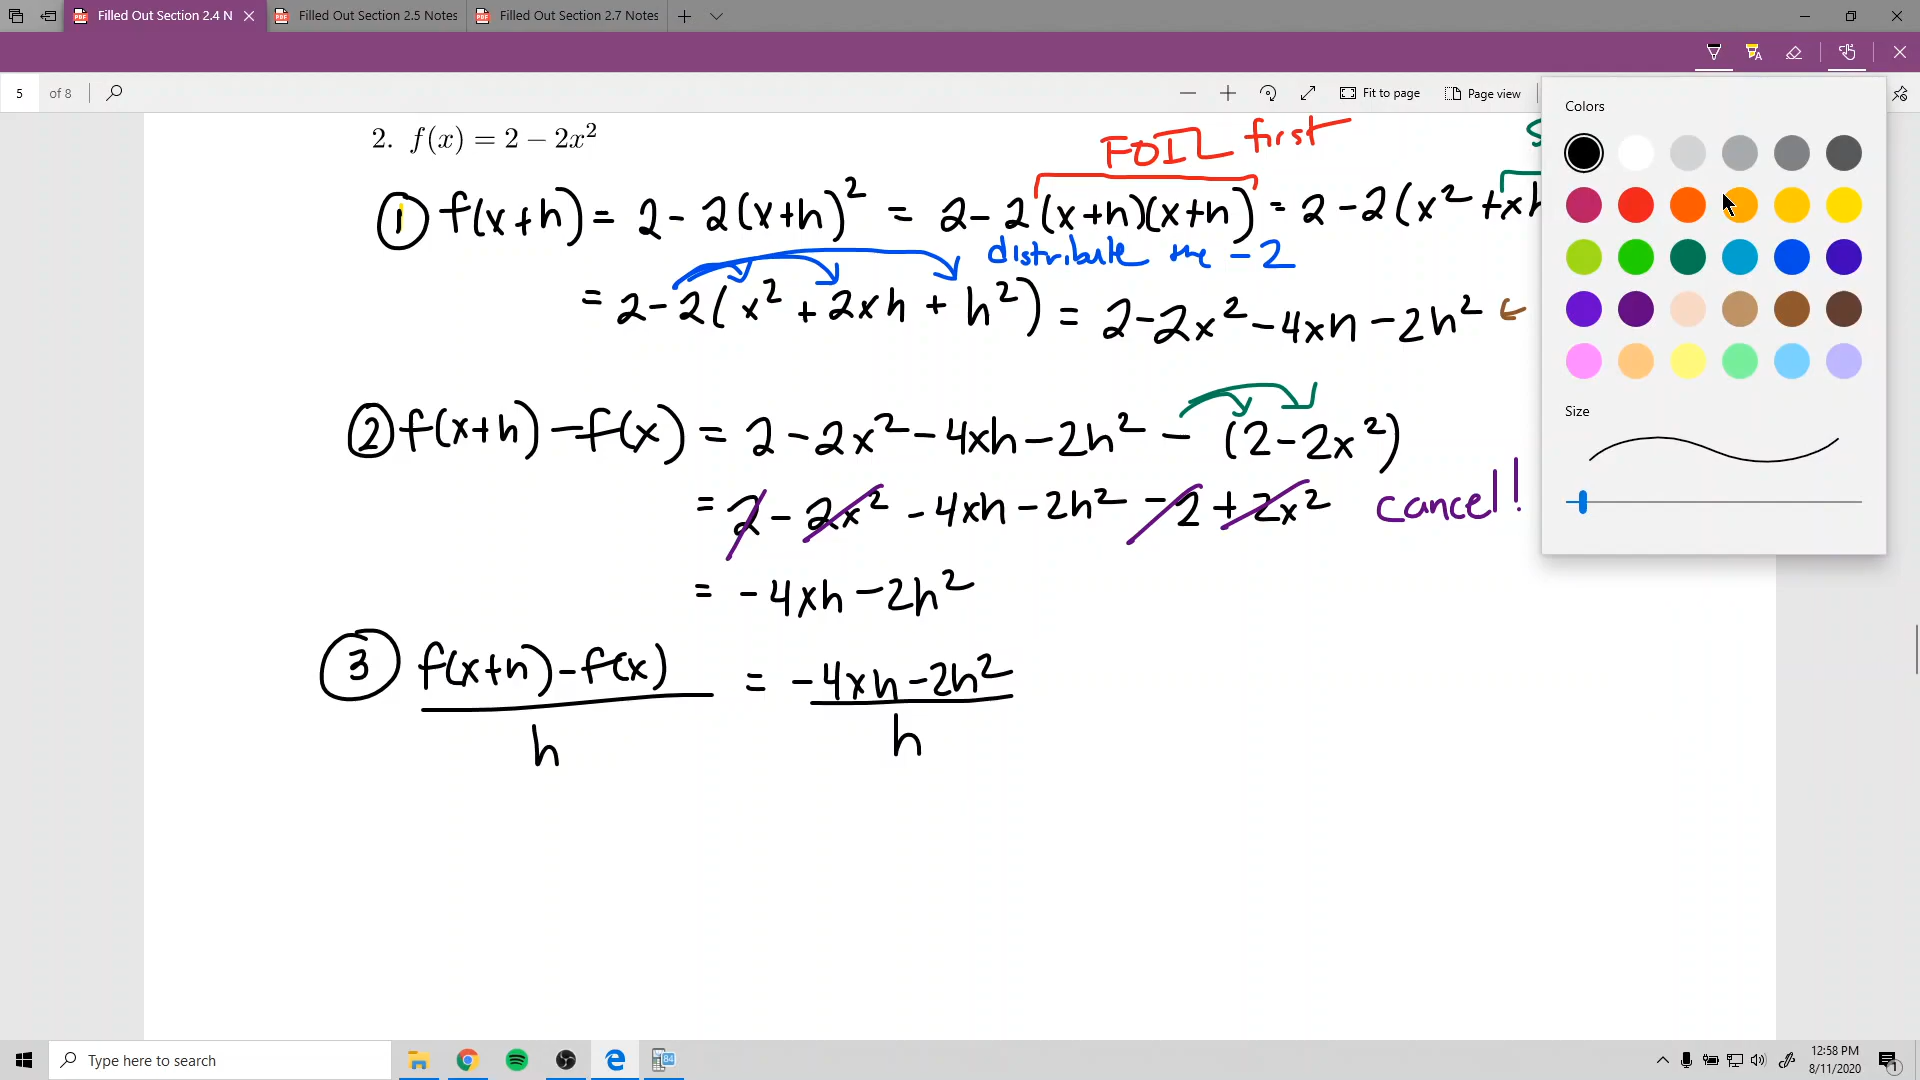 Filled Out Section 2.4 N
Filled Out Section 2.5 Notes
Filled Out Section 2.7 Notes
5 of 8
Fit to page
Page view
Colors
2. f(x) = 2 − 2x²
FOIL first
① f(x+h) = 2 - 2(x+h)² = 2 - 2(x+h)(x+h) = 2 - 2(x² + xh
distribute the -2
= 2 - 2(x² + 2xh + h²) = 2 - 2x² - 4xh - 2h² ←
Size
② f(x+h) - f(x) = 2 - 2x² - 4xh - 2h² - (2 - 2x²)
= 2 - 2x² - 4xh - 2h² - 2 + 2x² cancel!
= -4xh - 2h²
③ f(x+h) - f(x) = -4xh - 2h²
h h
Type here to search
84
12:58 PM
8/11/2020
1